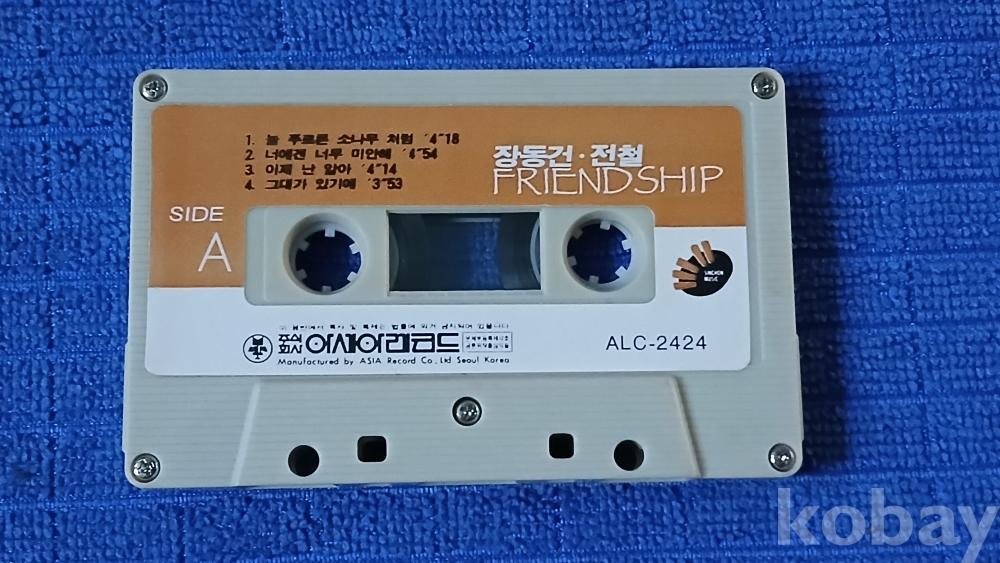 1. 늘 푸르른 소나무 처럼 '4"18
2. 너에겐 너무 미안해 '4"54
3. 이제 난 알아 '4"14
4. 그대가 있기에 '3"53
장동건·전철
FRIENDSHIP
SIDE
A
SINCHON
MUSIC
주식
회사 아세아레코드
Manufactured by ASIA Record Co., Ltd Seoul Korea
ALC-2424
kobay